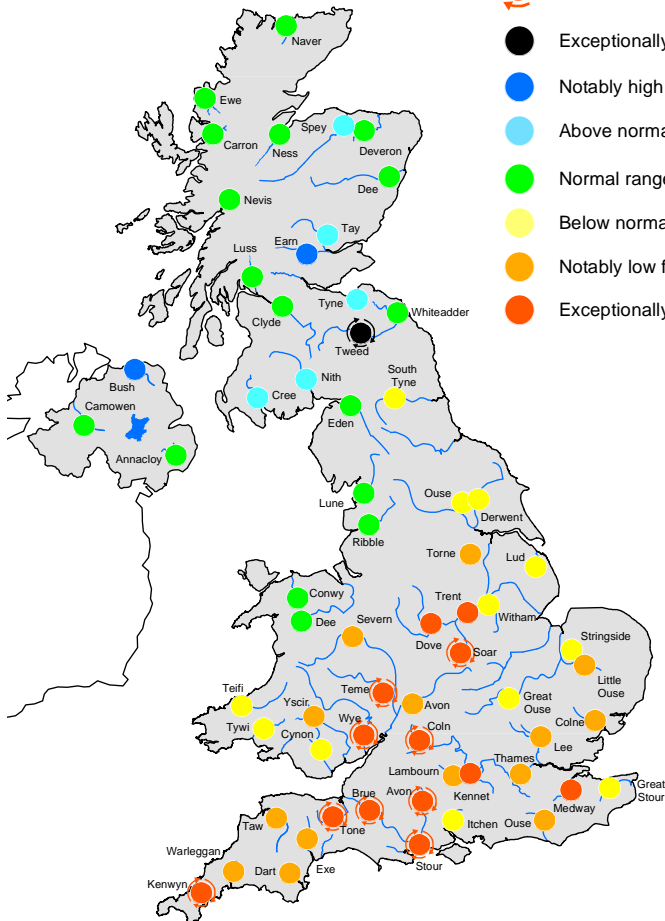 Exceptionally
Notably high
Above norma
Normal range
Below norma
Notably low f
Exceptionally
Naver
Ewe
Spey
Carron
Ness
Deveron
Dee
Nevis
Tay
Earn
Luss
Tyne
Whiteadder
Clyde
Tweed
South
Tyne
Nith
Bush
Cree
Camowen
Eden
Annacloy
Ouse
Lune
Derwent
Ribble
Torne
Lud
Conwy
Trent
Witham
Severn
Dee
Dove
Soar
Stringside
Little
Ouse
Teme
Teifi
Yscir
Avon
Great
Ouse
Colne
Tywi
Wye
Coln
Cynon
Lee
Thames
Lambourn
Kennet
Great
Stour
Brue
Avon
Medway
Taw
Tone
Itchen
Ouse
Warleggan
Exe
Stour
Dart
Kenwyn